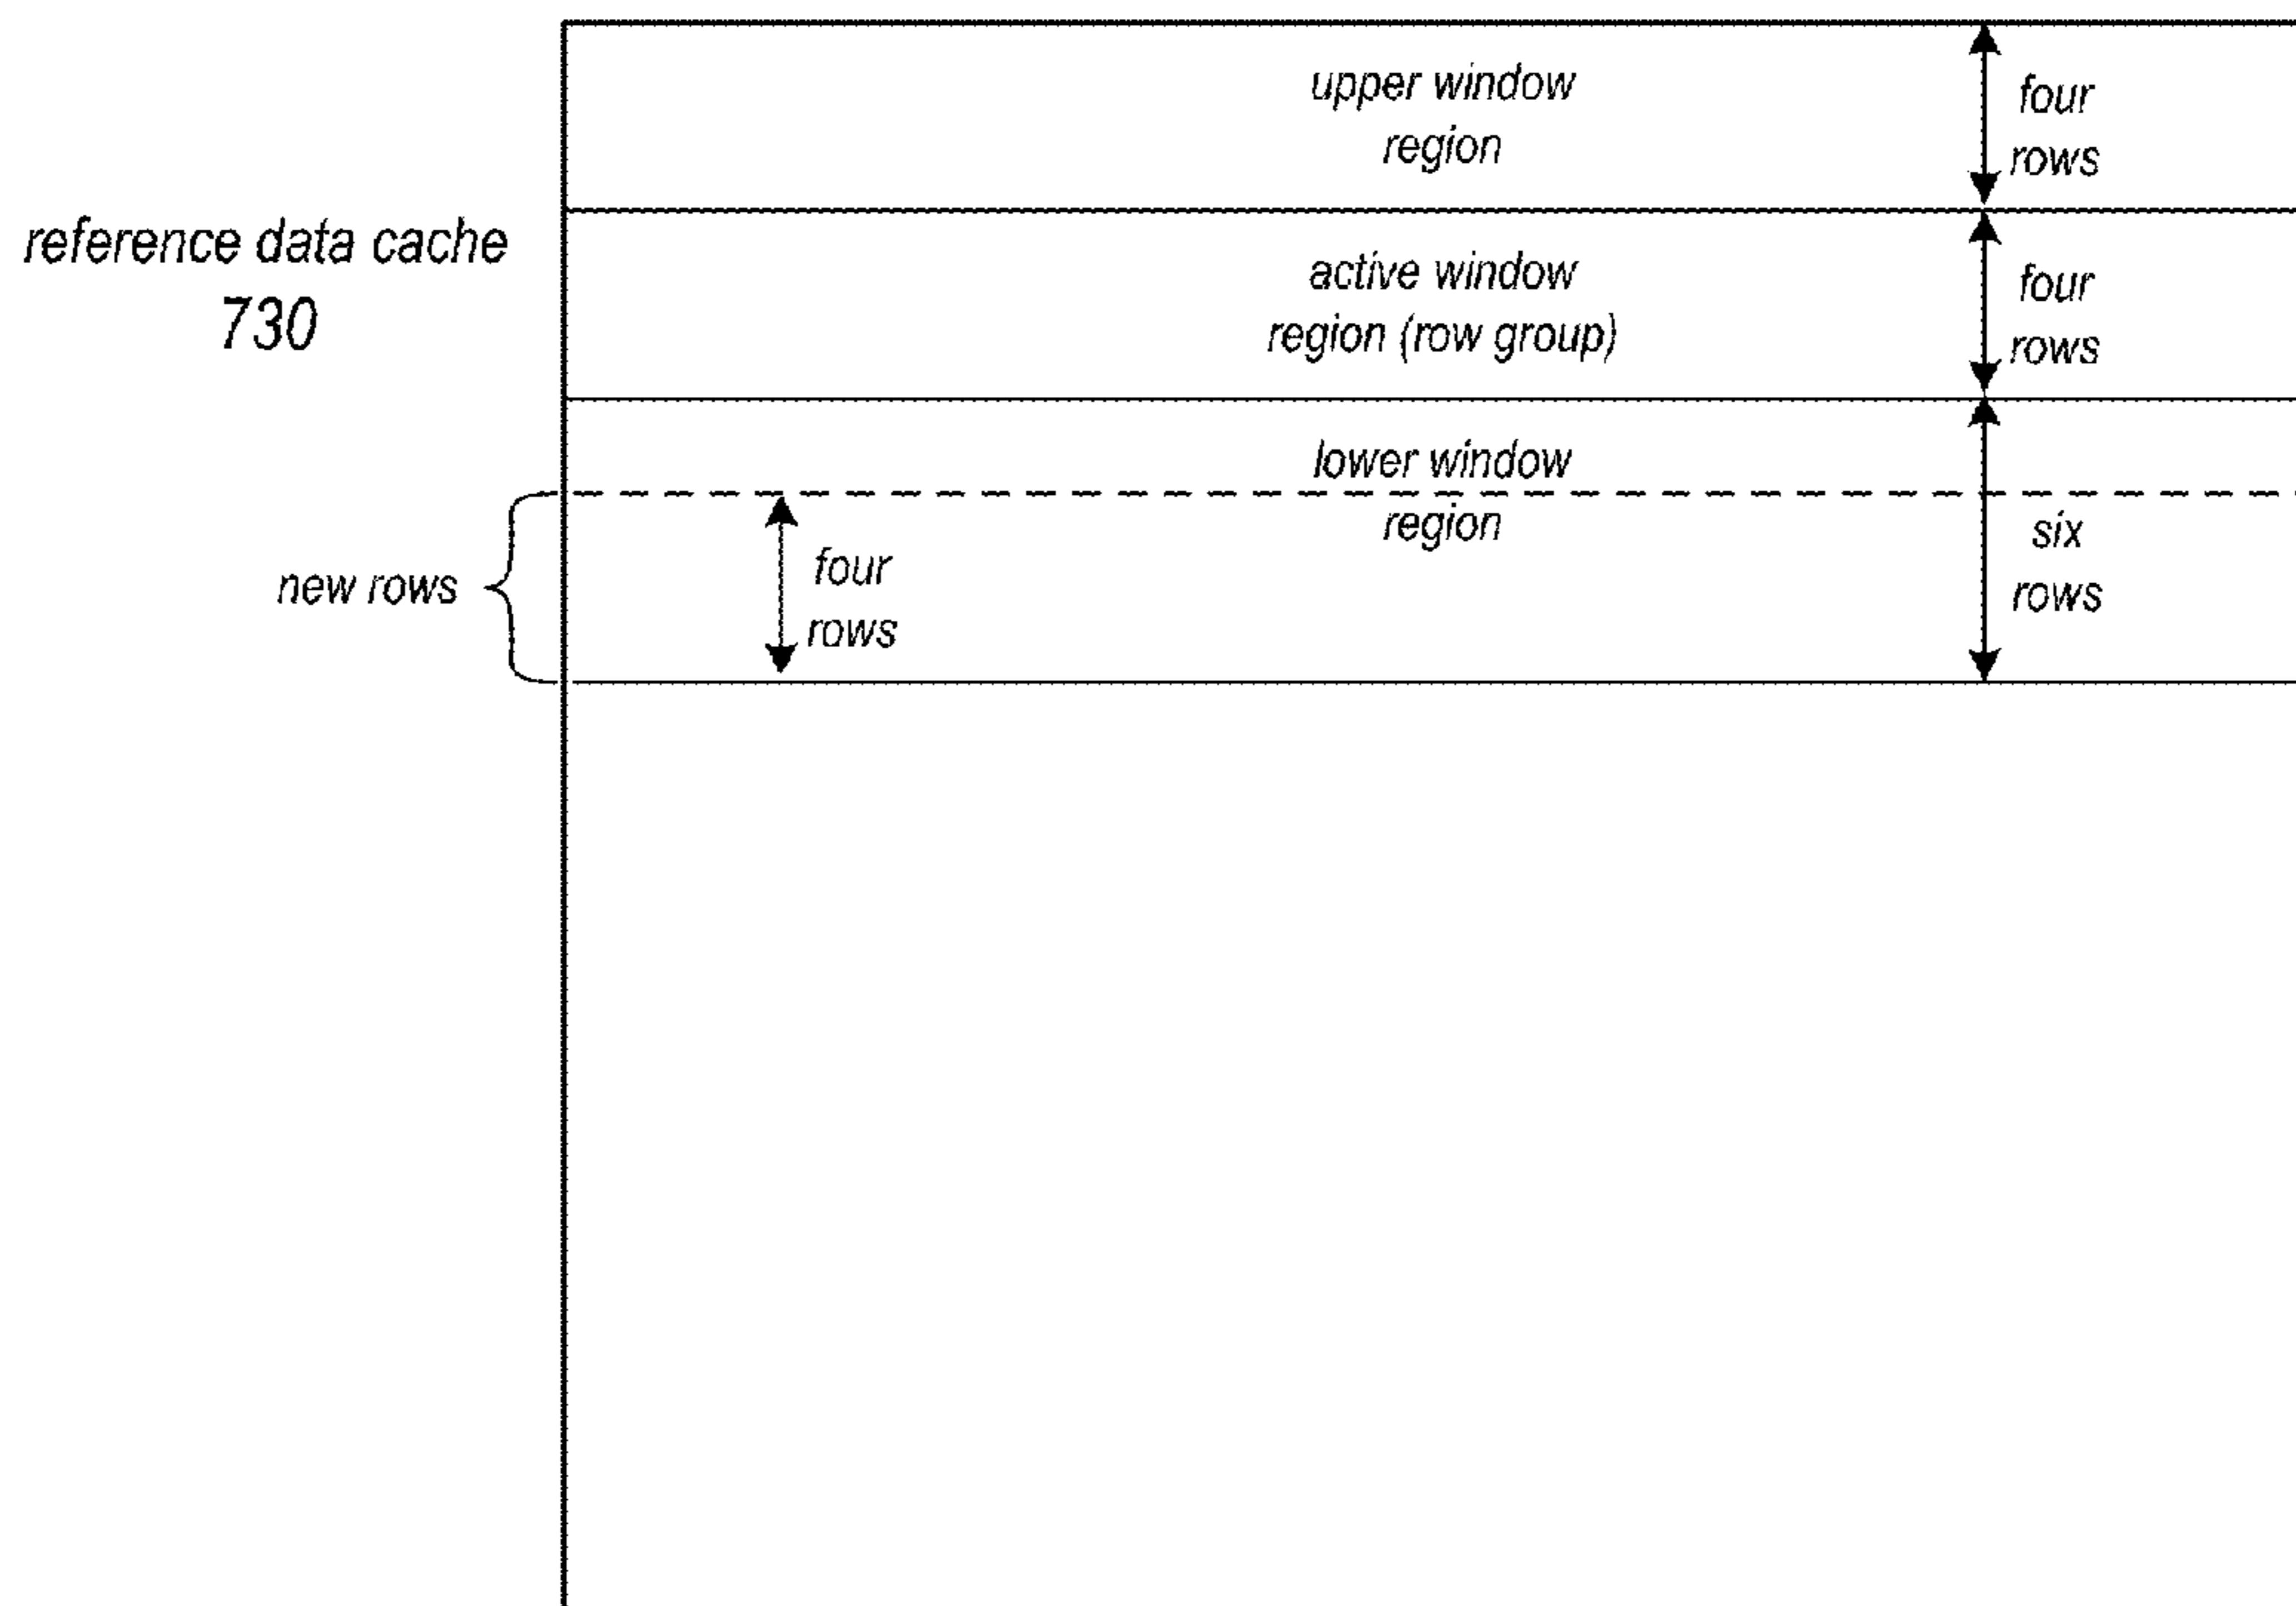 upper window
region
four
rows
reference data cache
730
active window
region (row group)
four
rows
lower window
region
six
rows
new rows
four
rows